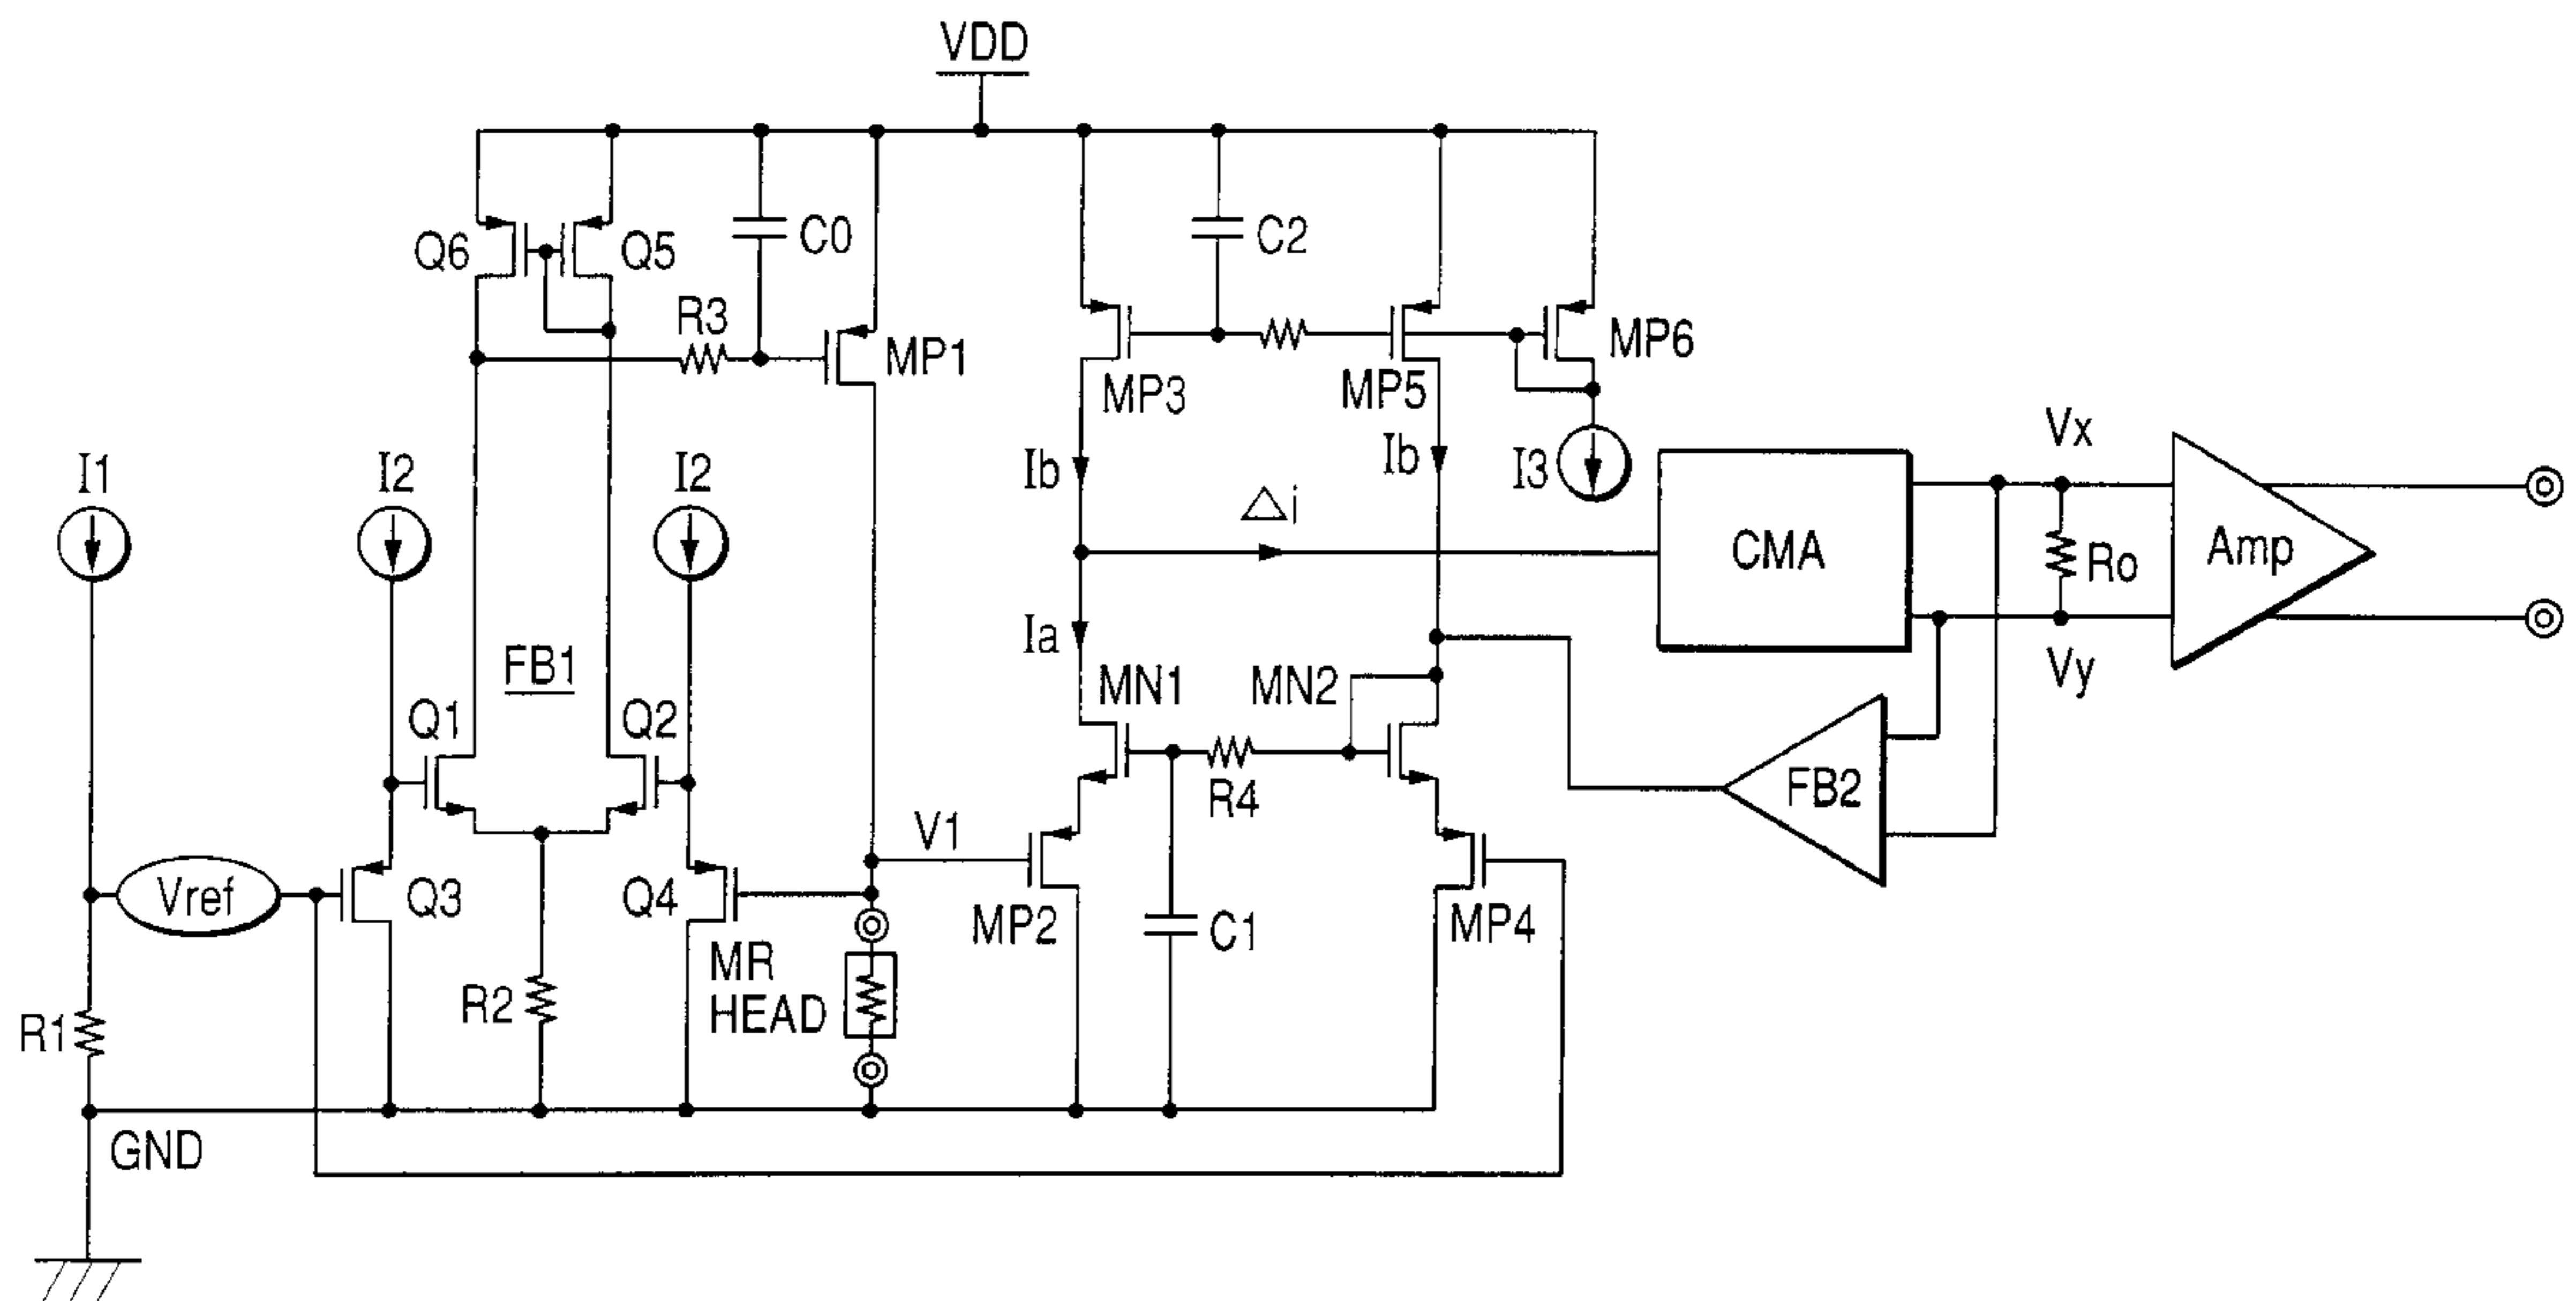 VDD
Q6
Q5
C0
C2
R3
MP1
MP3
MP5
MP6
I1
I2
I2
Ib
Ib
I3
Vx
△i
CMA
Ro
Amp
FB1
Ia
Vy
Q1
Q2
MN1
MN2
R4
FB2
V1
Vref
Q3
Q4
MP2
C1
MP4
MR
HEAD
R2
R1
GND